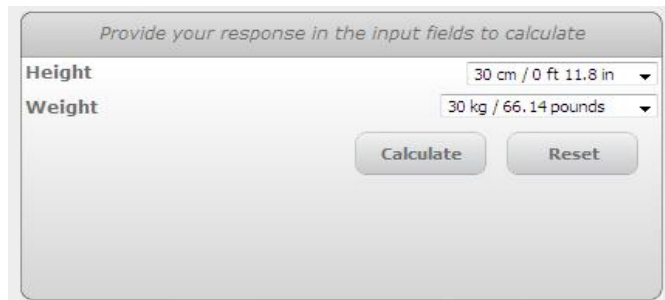 Provide your response in the input fields to calculate
Height 30 cm / 0 ft 11.8 in
Weight 30 kg / 66.14 pounds
Calculate Reset